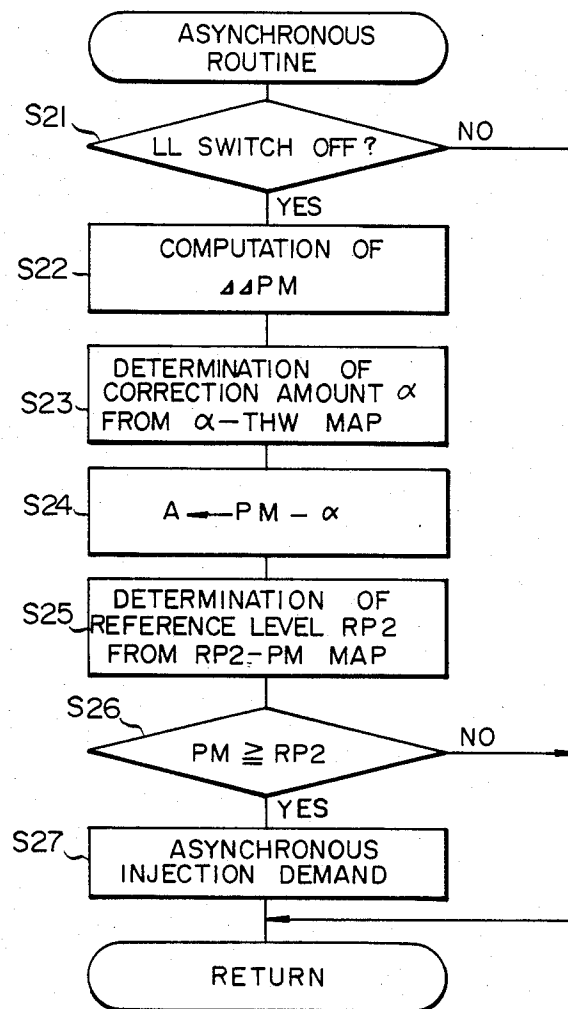 ASYNCHRONOUS
ROUTINE
S21
LL SWITCH OFF?
NO
YES
S22
COMPUTATION OF
⊿⊿PM
S23
DETERMINATION OF
CORRECTION AMOUNT α
FROM α-THW MAP
S24
A ← PM - α
S25
DETERMINATION OF
REFERENCE LEVEL RP2
FROM RP2-PM MAP
S26
PM ≧ RP2
NO
YES
S27
ASYNCHRONOUS
INJECTION DEMAND
RETURN